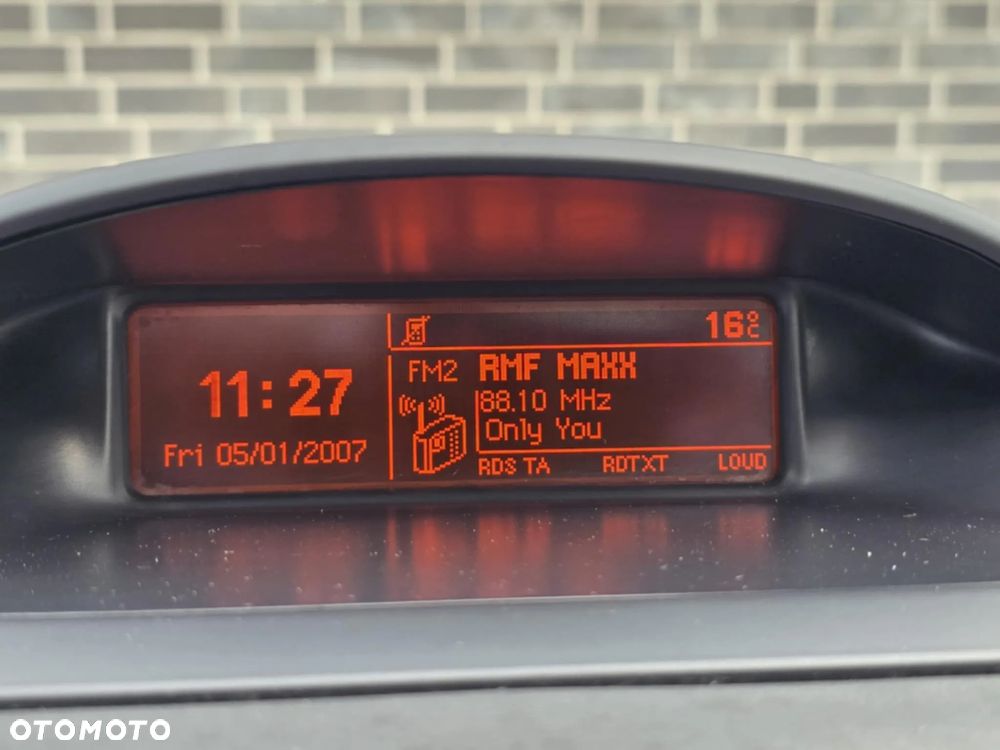 16°C
11:27
Fri 05/01/2007
FM2 RMF MAXX
88.10 MHz
Only You
RDS TA RDTXT LOUD
OTOMOTO